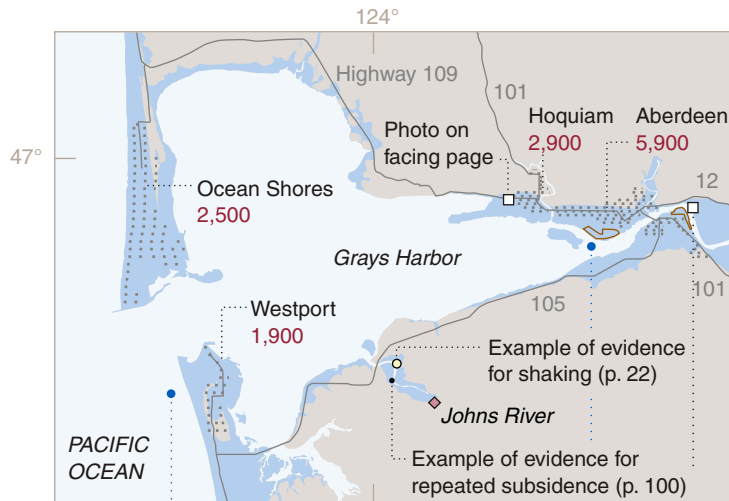 124°
Highway 109
101
Hoquiam
2,900
Aberdeen
5,900
Photo on
facing page
47°
12
Ocean Shores
2,500
Grays Harbor
101
105
Westport
1,900
Example of evidence
for shaking (p. 22)
Johns River
PACIFIC
OCEAN
Example of evidence for
repeated subsidence (p. 100)